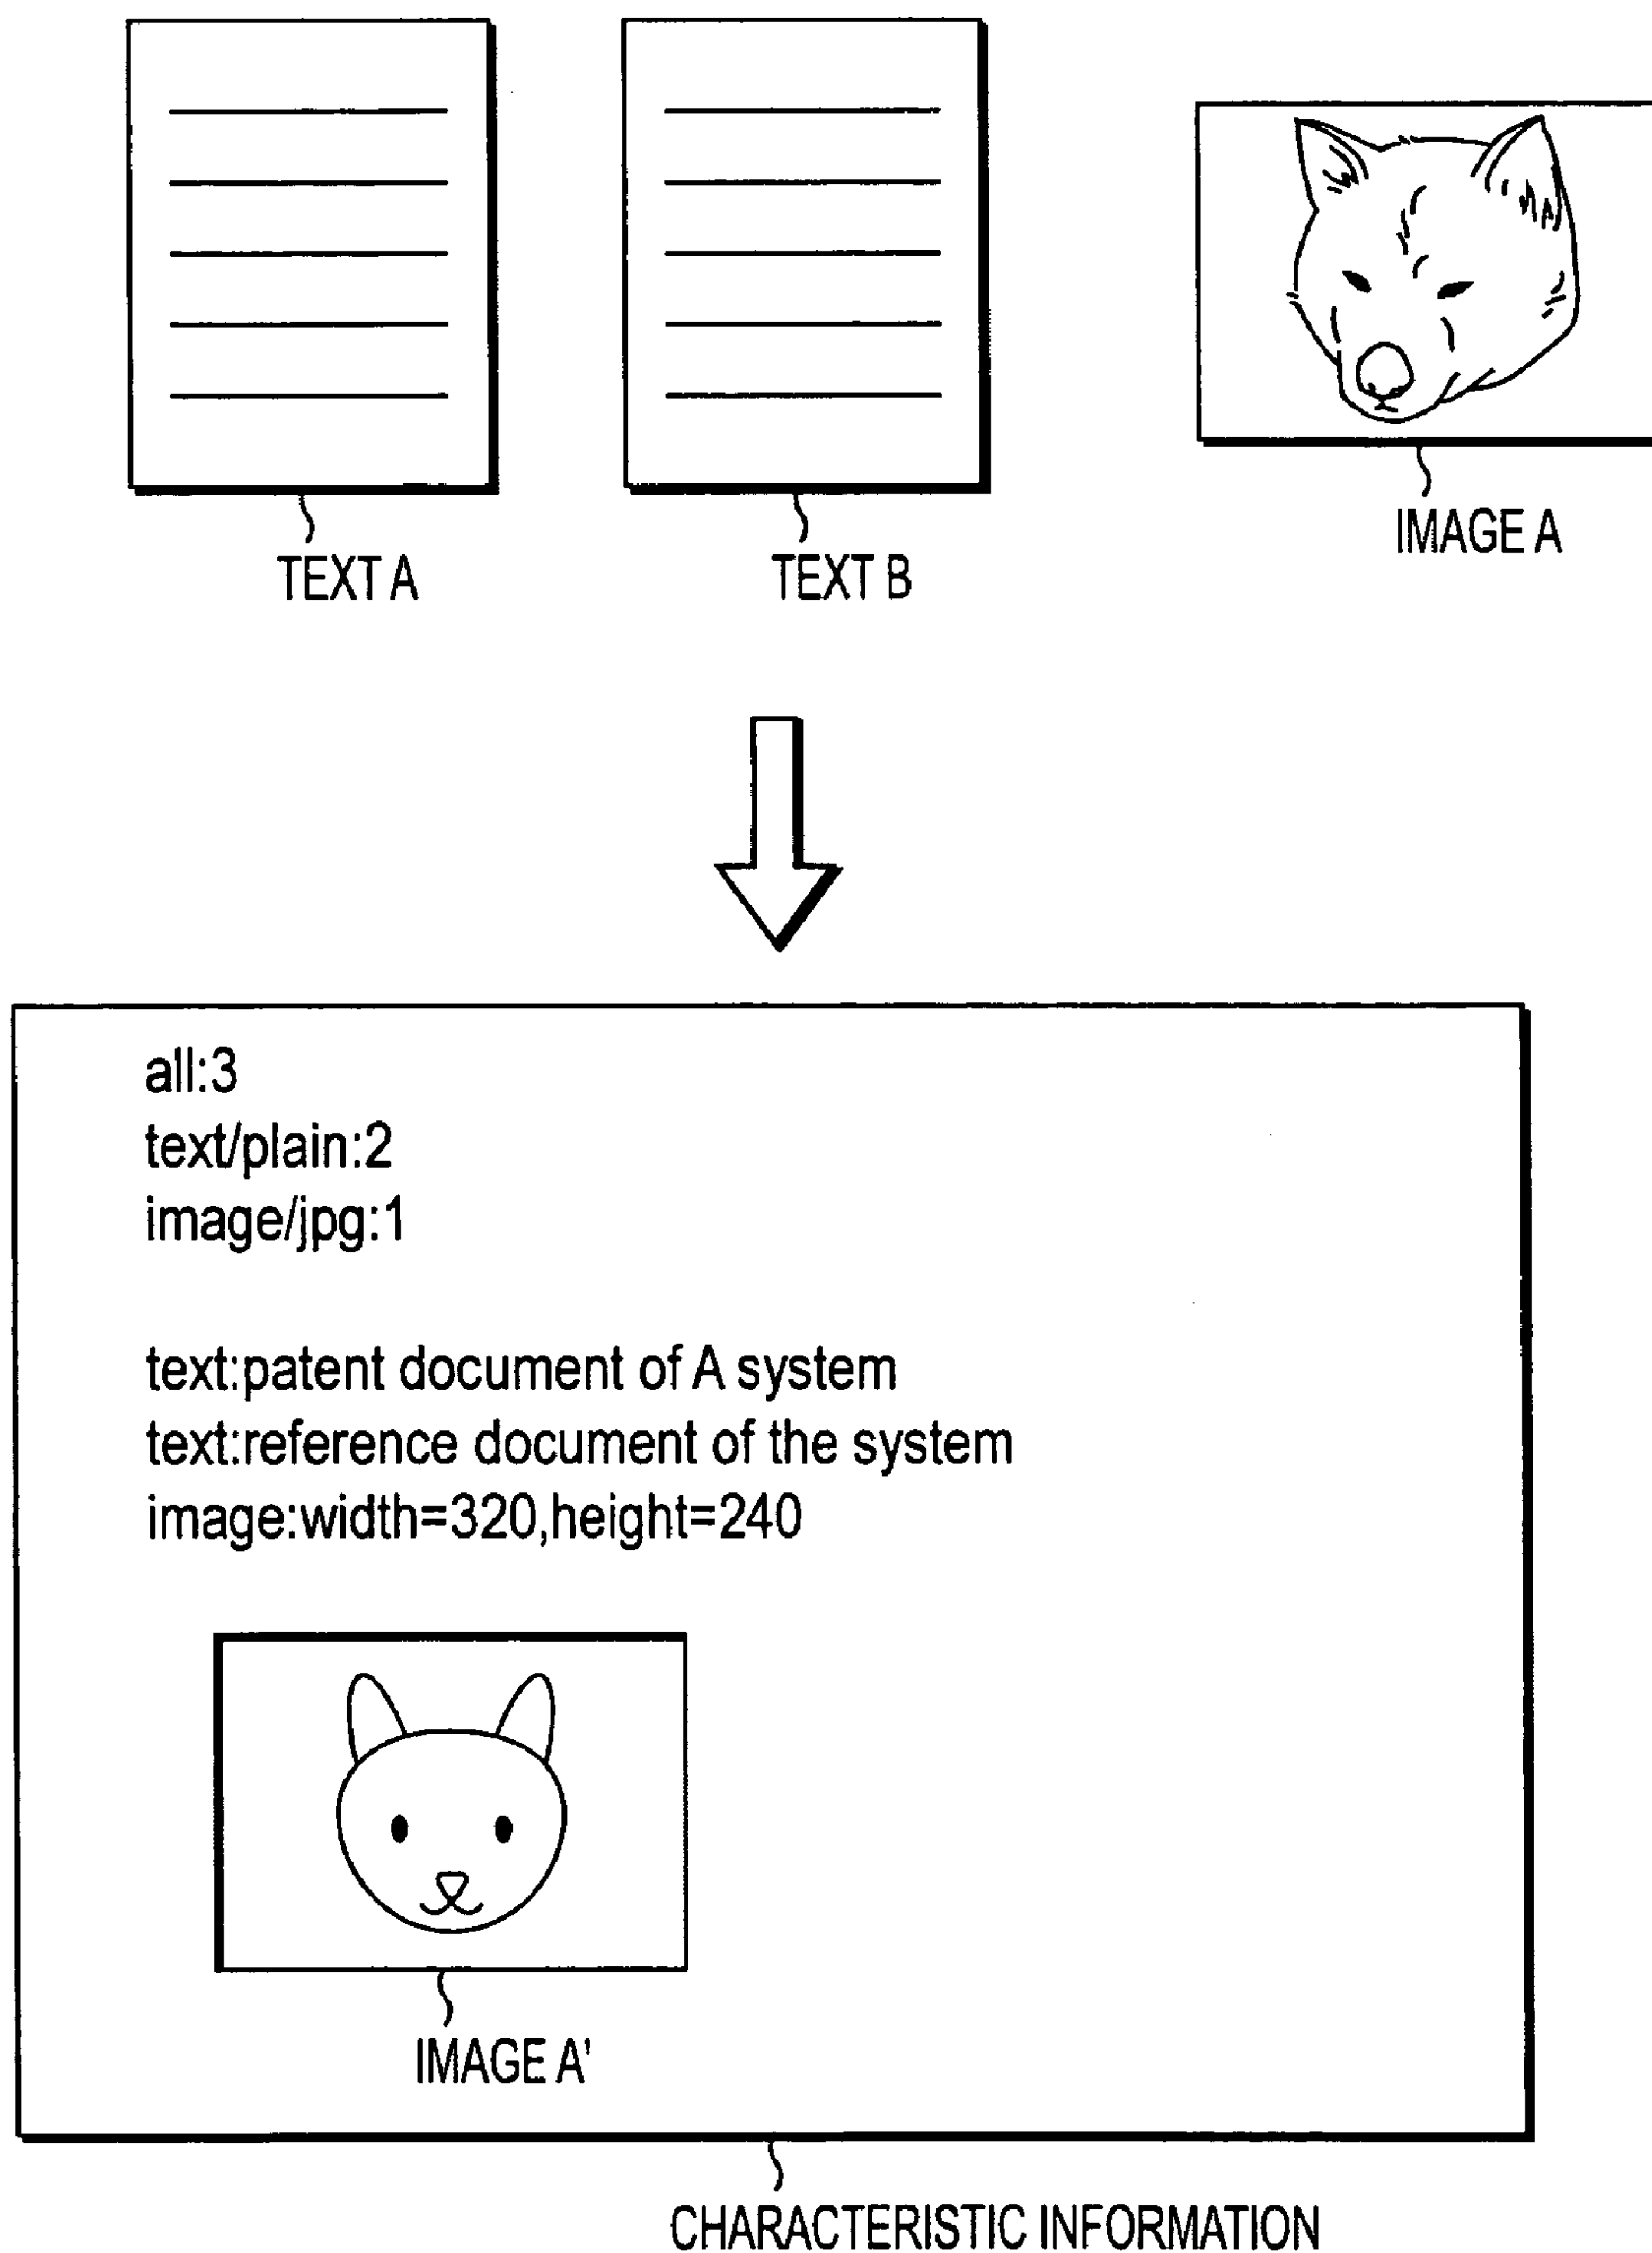 TEXT A
TEXT B
IMAGE A
all:3
text/plain:2
image/jpg:1
text:patent document of A system
text:reference document of the system
image:width=320,height=240
IMAGE A'
CHARACTERISTIC INFORMATION